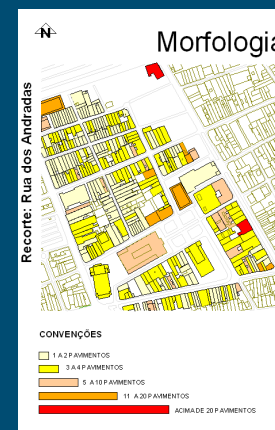 N
Morfologia
Recorte: Rua dos Andradas
CONVENÇÕES
1 A 2 PAVIMENTOS
3 A 4 PAVIMENTOS
5 A 10 PAVIMENTOS
11 A 20 PAVIMENTOS
ACIMA DE 20 PAVIMENTOS